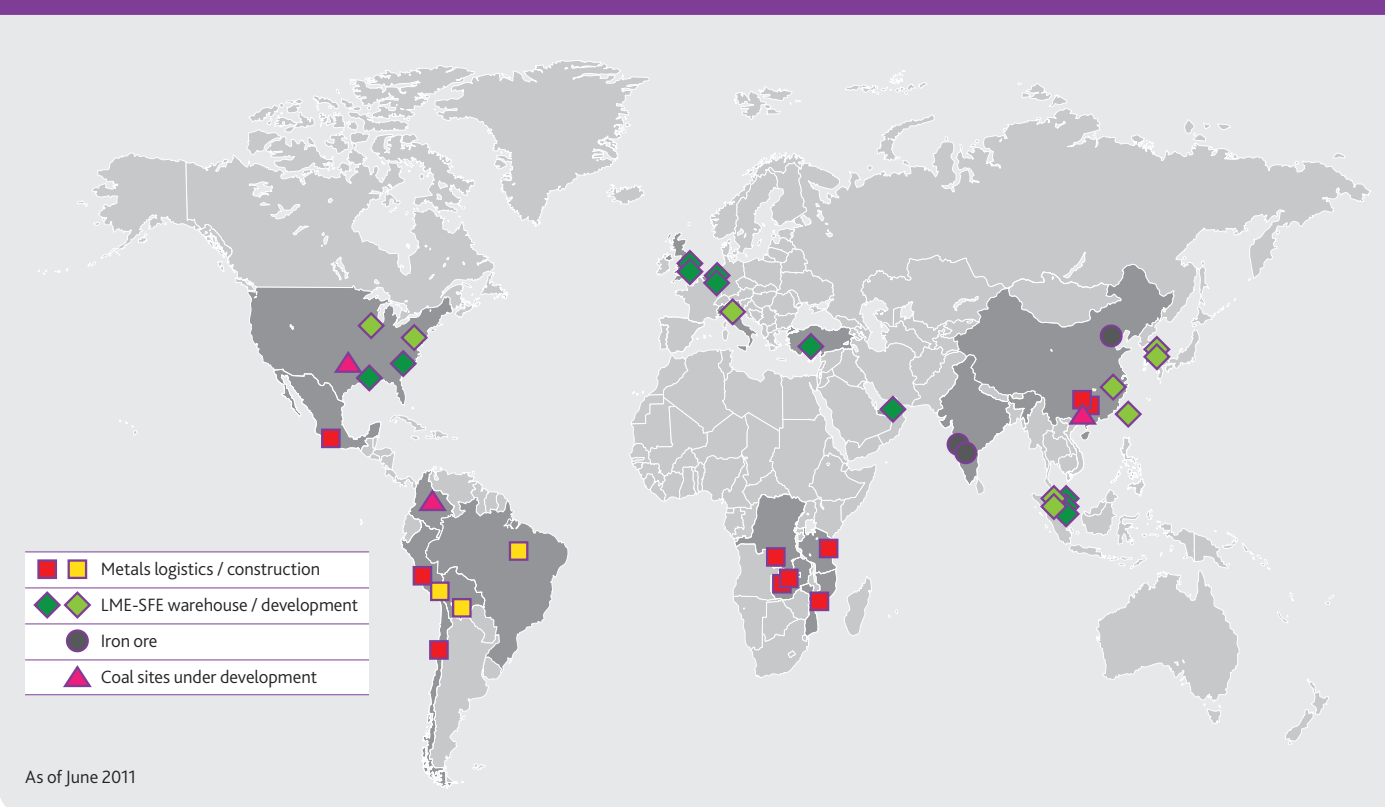 Metals logistics / construction
LME-SFE warehouse / development
Iron ore
Coal sites under development
As of June 2011